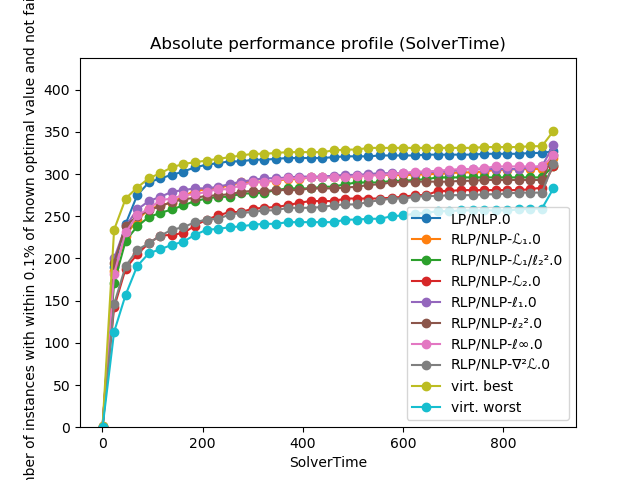 Absolute performance profile (SolverTime)
of instances with within 0.1% of known optimal value and not
400
350
300
250
200
150
100
50
0
0 200 400 600 800
SolverTime
LP/NLP.0
RLP/NLP-ℒ₁.0
RLP/NLP-ℒ₁/ℓ₂².0
RLP/NLP-ℒ₂.0
RLP/NLP-ℓ₁.0
RLP/NLP-ℓ₂².0
RLP/NLP-ℓ∞.0
RLP/NLP-∇²ℒ.0
virt. best
virt. worst